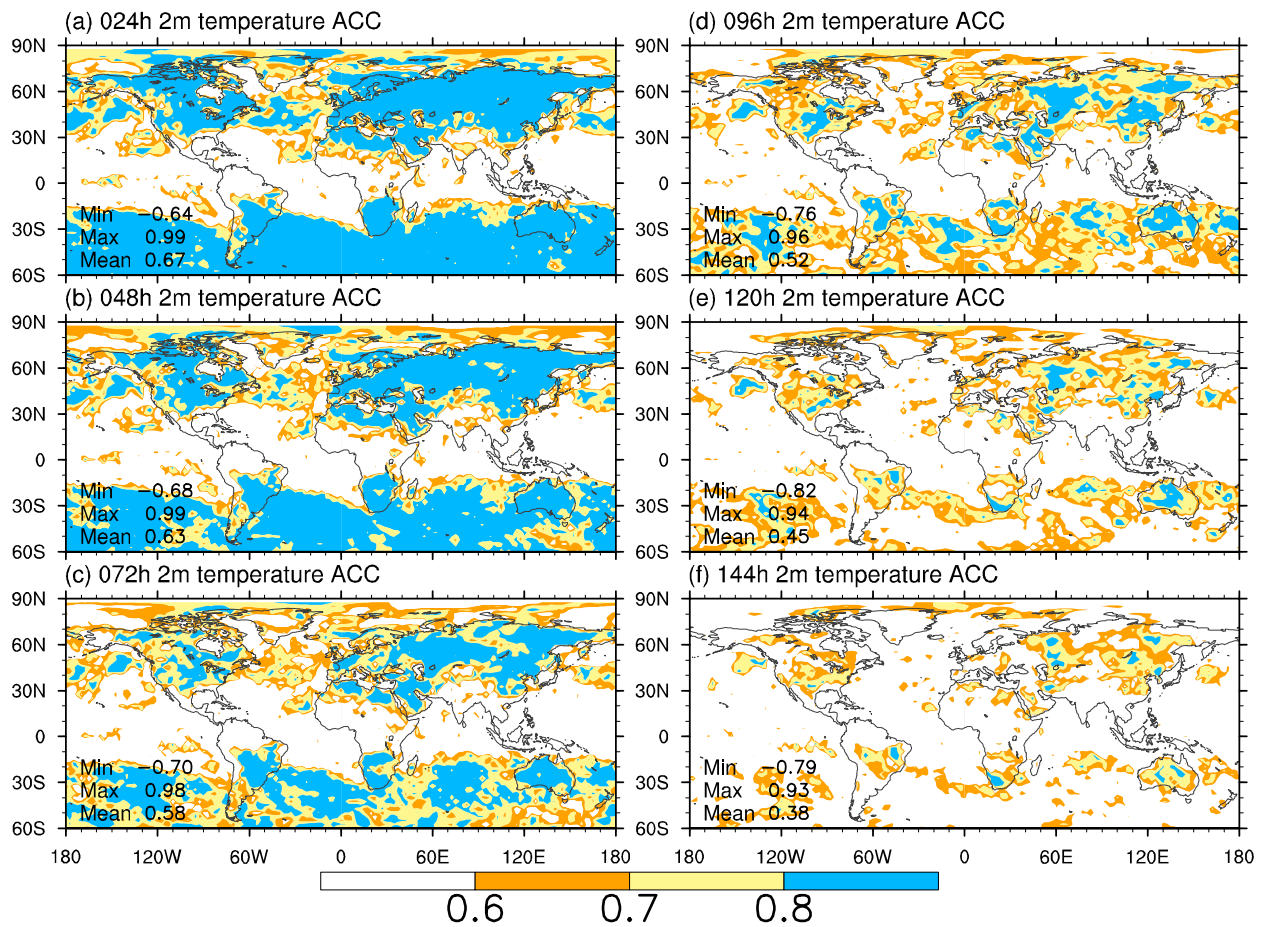 (a) 024h 2m temperature ACC
90N
60N
30N
0
30S
60S
Min −0.64
Max 0.99
Mean 0.67
(b) 048h 2m temperature ACC
90N
60N
30N
0
30S
60S
Min −0.68
Max 0.99
Mean 0.63
(c) 072h 2m temperature ACC
90N
60N
30N
0
30S
60S
Min −0.70
Max 0.98
Mean 0.58
180 120W 60W 0 60E 120E 180
(d) 096h 2m temperature ACC
90N
60N
30N
0
30S
60S
Min −0.76
Max 0.96
Mean 0.52
(e) 120h 2m temperature ACC
90N
60N
30N
0
30S
60S
Min −0.82
Max 0.94
Mean 0.45
(f) 144h 2m temperature ACC
90N
60N
30N
0
30S
60S
Min −0.79
Max 0.93
Mean 0.38
180 120W 60W 0 60E 120E 180
0.6 0.7 0.8